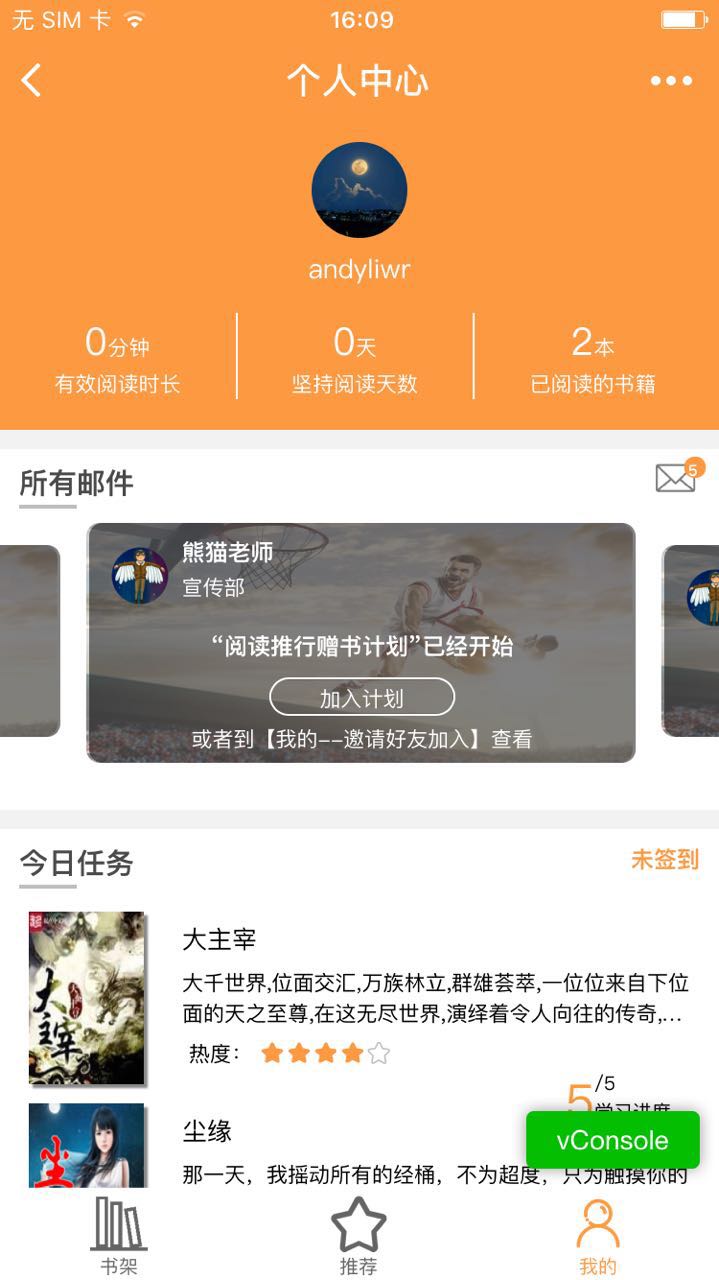 无 SIM 卡
16:09
个人中心
andyliwr
0分钟
0天
2本
有效阅读时长
坚持阅读天数
已阅读的书籍
所有邮件
5
熊猫老师
宣传部
“阅读推行赠书计划”已经开始
加入计划
或者到【我的--邀请好友加入】查看
今日任务
未签到
大主宰
大主宰
大千世界,位面交汇,万族林立,群雄荟萃,一位位来自下位
面的天之至尊,在这无尽世界,演绎着令人向往的传奇,...
热度：
5/5
学习进度
尘
尘缘
那一天，我摇动所有的经桶，不为超度，只为触摸你的
vConsole
书架
推荐
我的